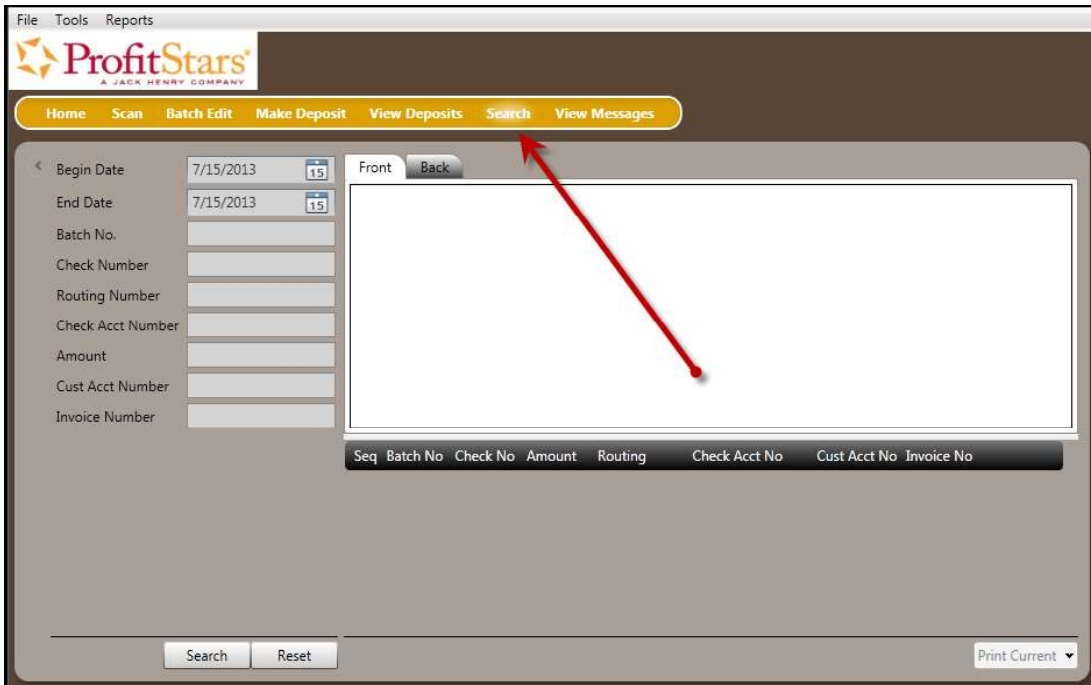 File Tools Reports
ProfitStars®
A JACK HENRY COMPANY
Home Scan Batch Edit Make Deposit View Deposits Search View Messages
Begin Date 7/15/2013 15
End Date 7/15/2013 15
Batch No.
Check Number
Routing Number
Check Acct Number
Amount
Cust Acct Number
Invoice Number
Front Back
Seq Batch No Check No Amount Routing Check Acct No Cust Acct No Invoice No
Search Reset
Print Current